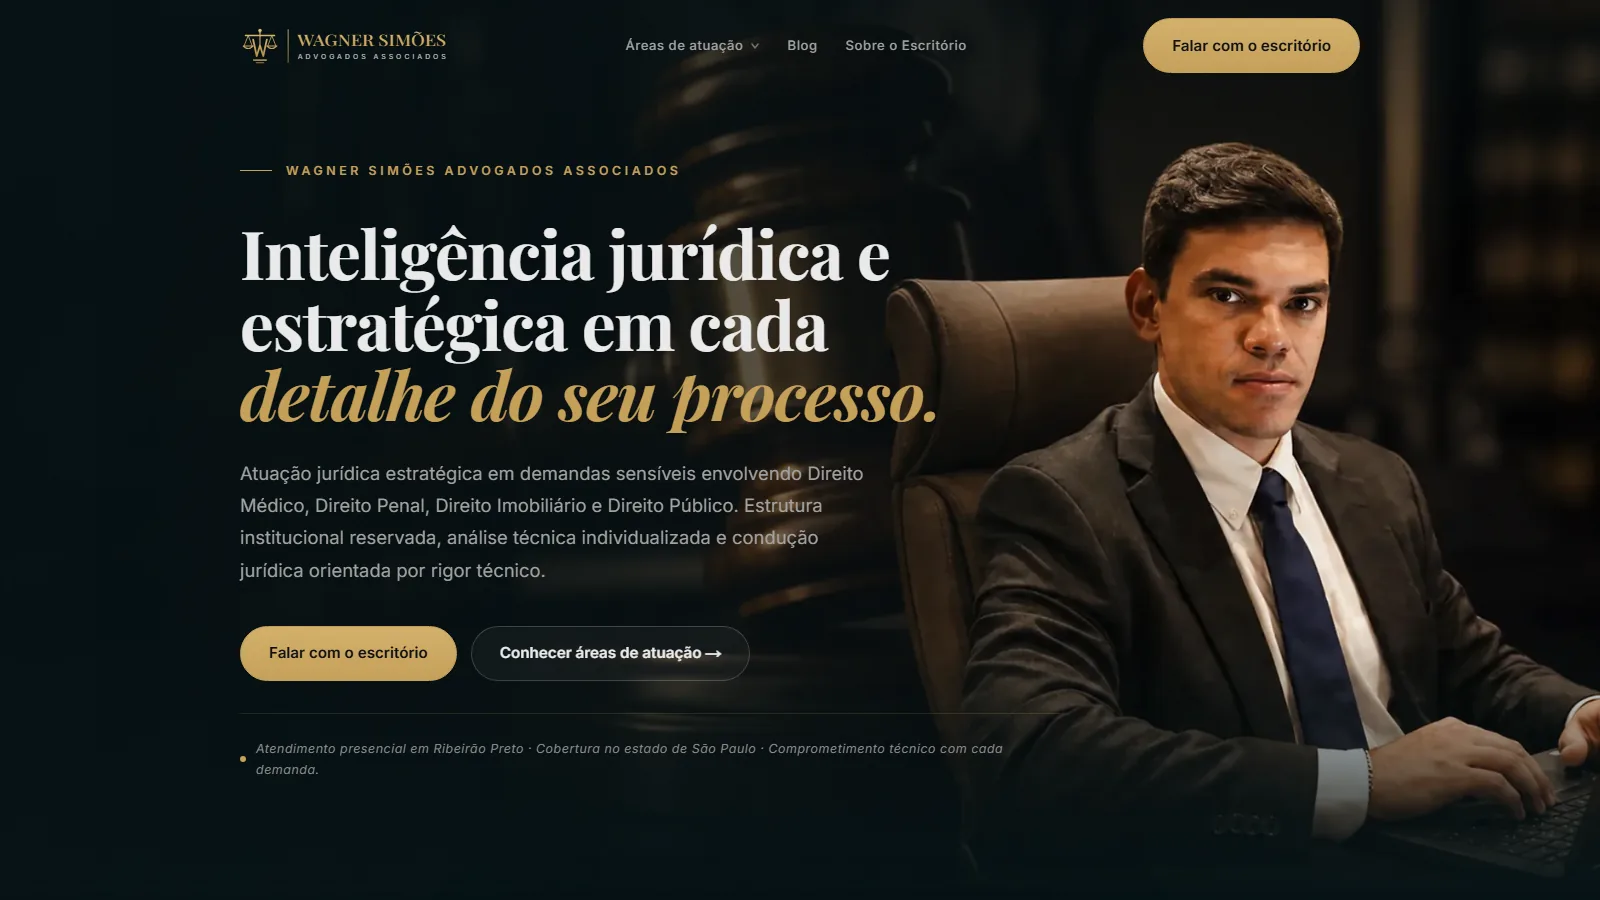 WAGNER SIMÕES
ADVOGADOS ASSOCIADOS
Áreas de atuação
Blog
Sobre o Escritório
Falar com o escritório
WAGNER SIMÕES ADVOGADOS ASSOCIADOS
Inteligência jurídica e
estratégica em cada
detalhe do seu processo.
Atuação jurídica estratégica em demandas sensíveis envolvendo Direito
Médico, Direito Penal, Direito Imobiliário e Direito Público. Estrutura
institucional reservada, análise técnica individualizada e condução
jurídica orientada por rigor técnico.
Falar com o escritório
Conhecer áreas de atuação →
Atendimento presencial em Ribeirão Preto · Cobertura no estado de São Paulo · Comprometimento técnico com cada
demanda.